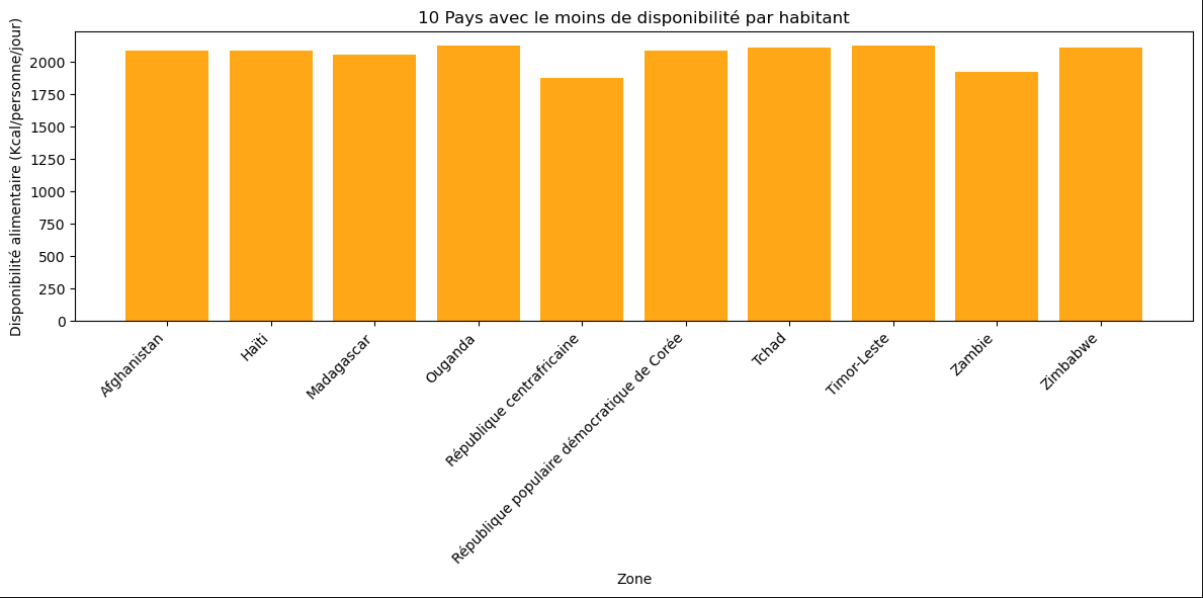 10 Pays avec le moins de disponibilité par habitant
Disponibilité alimentaire (Kcal/personne/jour)
2000
1750
1500
1250
1000
750
500
250
0
Afghanistan
Haïti
Madagascar
Ouganda
République centrafricaine
République populaire démocratique de Corée
Tchad
Timor-Leste
Zambie
Zimbabwe
Zone